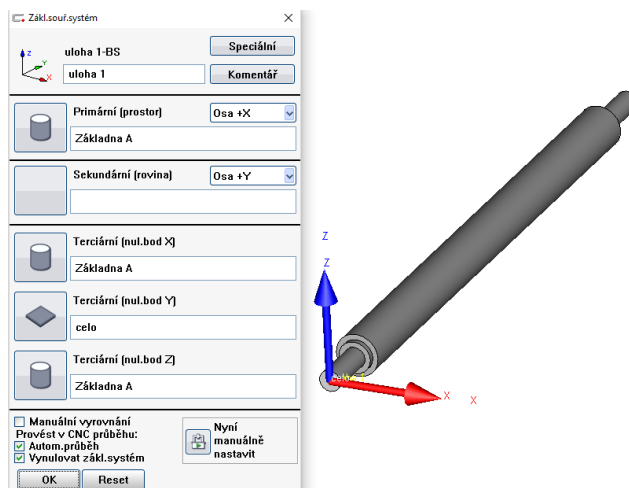 Zákl.souř.systém
Z
Y
X
uloha 1-BS
Speciální
uloha 1
Komentář
Primární (prostor)
Osa +X
Základna A
Sekundární (rovina)
Osa +Y
Terciární (nul.bod X)
Základna A
Terciární (nul.bod Y)
celo
Terciární (nul.bod Z)
Základna A
Manuální vyrovnání
Provést v CNC průběhu:
Autom.průběh
Vynulovat zákl.systém
Nyní
manuálně
nastavit
OK
Reset
Z
Z
X
X